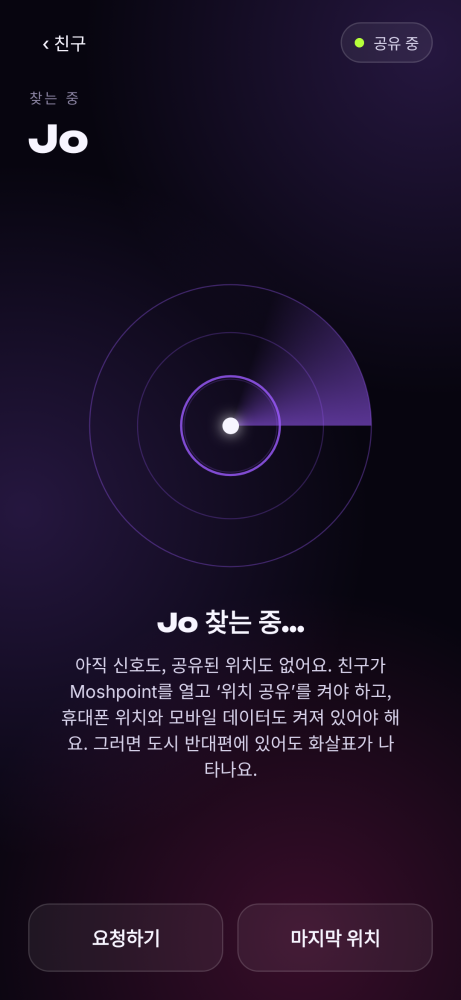 ‹ 친구
공유 중
찾는 중
Jo
Jo 찾는 중...
아직 신호도, 공유된 위치도 없어요. 친구가
Moshpoint를 열고 ‘위치 공유’를 켜야 하고,
휴대폰 위치와 모바일 데이터도 켜져 있어야 해
요. 그러면 도시 반대편에 있어도 화살표가 나
타나요.
요청하기
마지막 위치